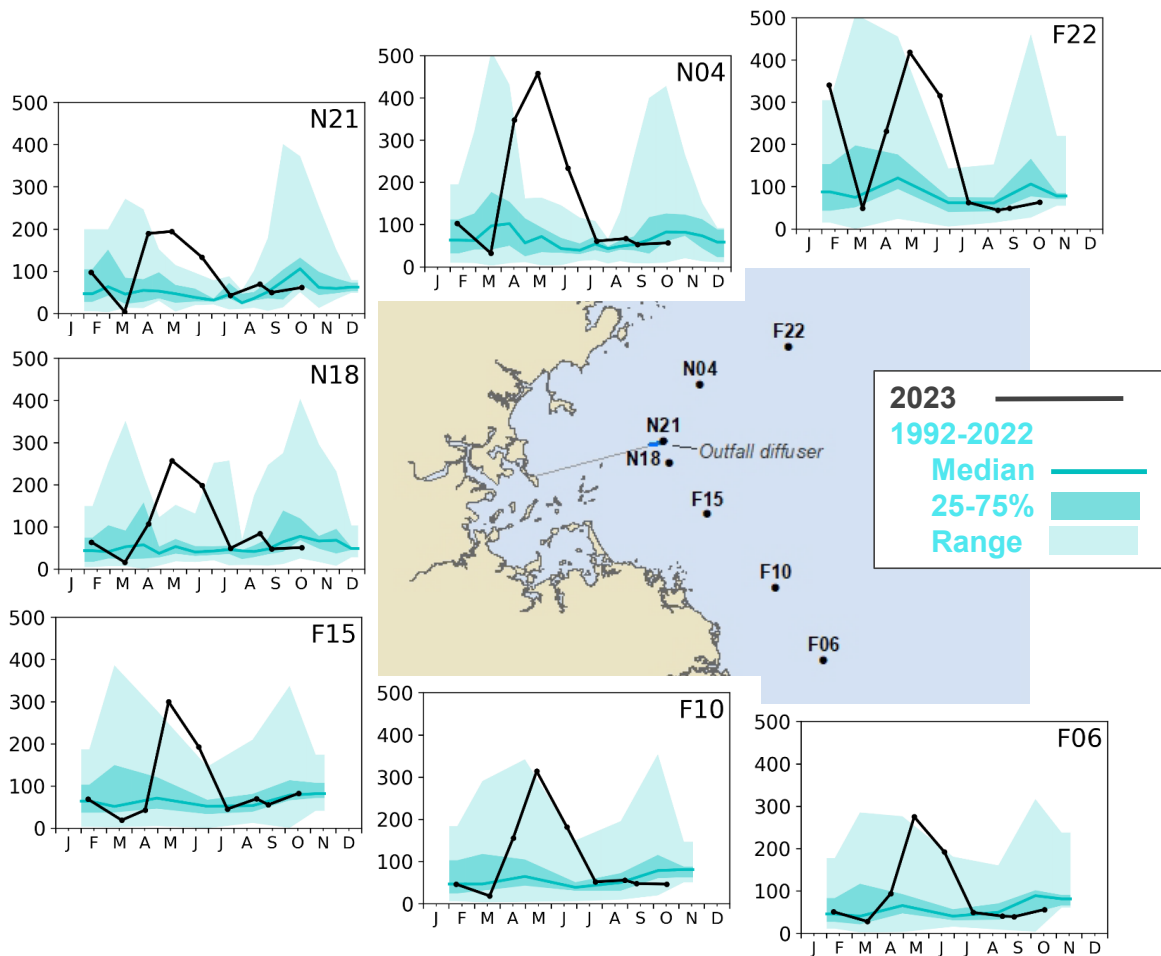 N21
500
400
300
200
100
0
J F M A M J J A S O N D
N04
500
400
300
200
100
0
J F M A M J J A S O N D
F22
500
400
300
200
100
0
J F M A M J J A S O N D
N18
500
400
300
200
100
0
J F M A M J J A S O N D
F22
N04
N21
Outfall diffuser
N18
F15
F10
F06
2023
1992-2022
Median
25-75%
Range
F15
500
400
300
200
100
0
J F M A M J J A S O N D
F10
500
400
300
200
100
0
J F M A M J J A S O N D
F06
500
400
300
200
100
0
J F M A M J J A S O N D